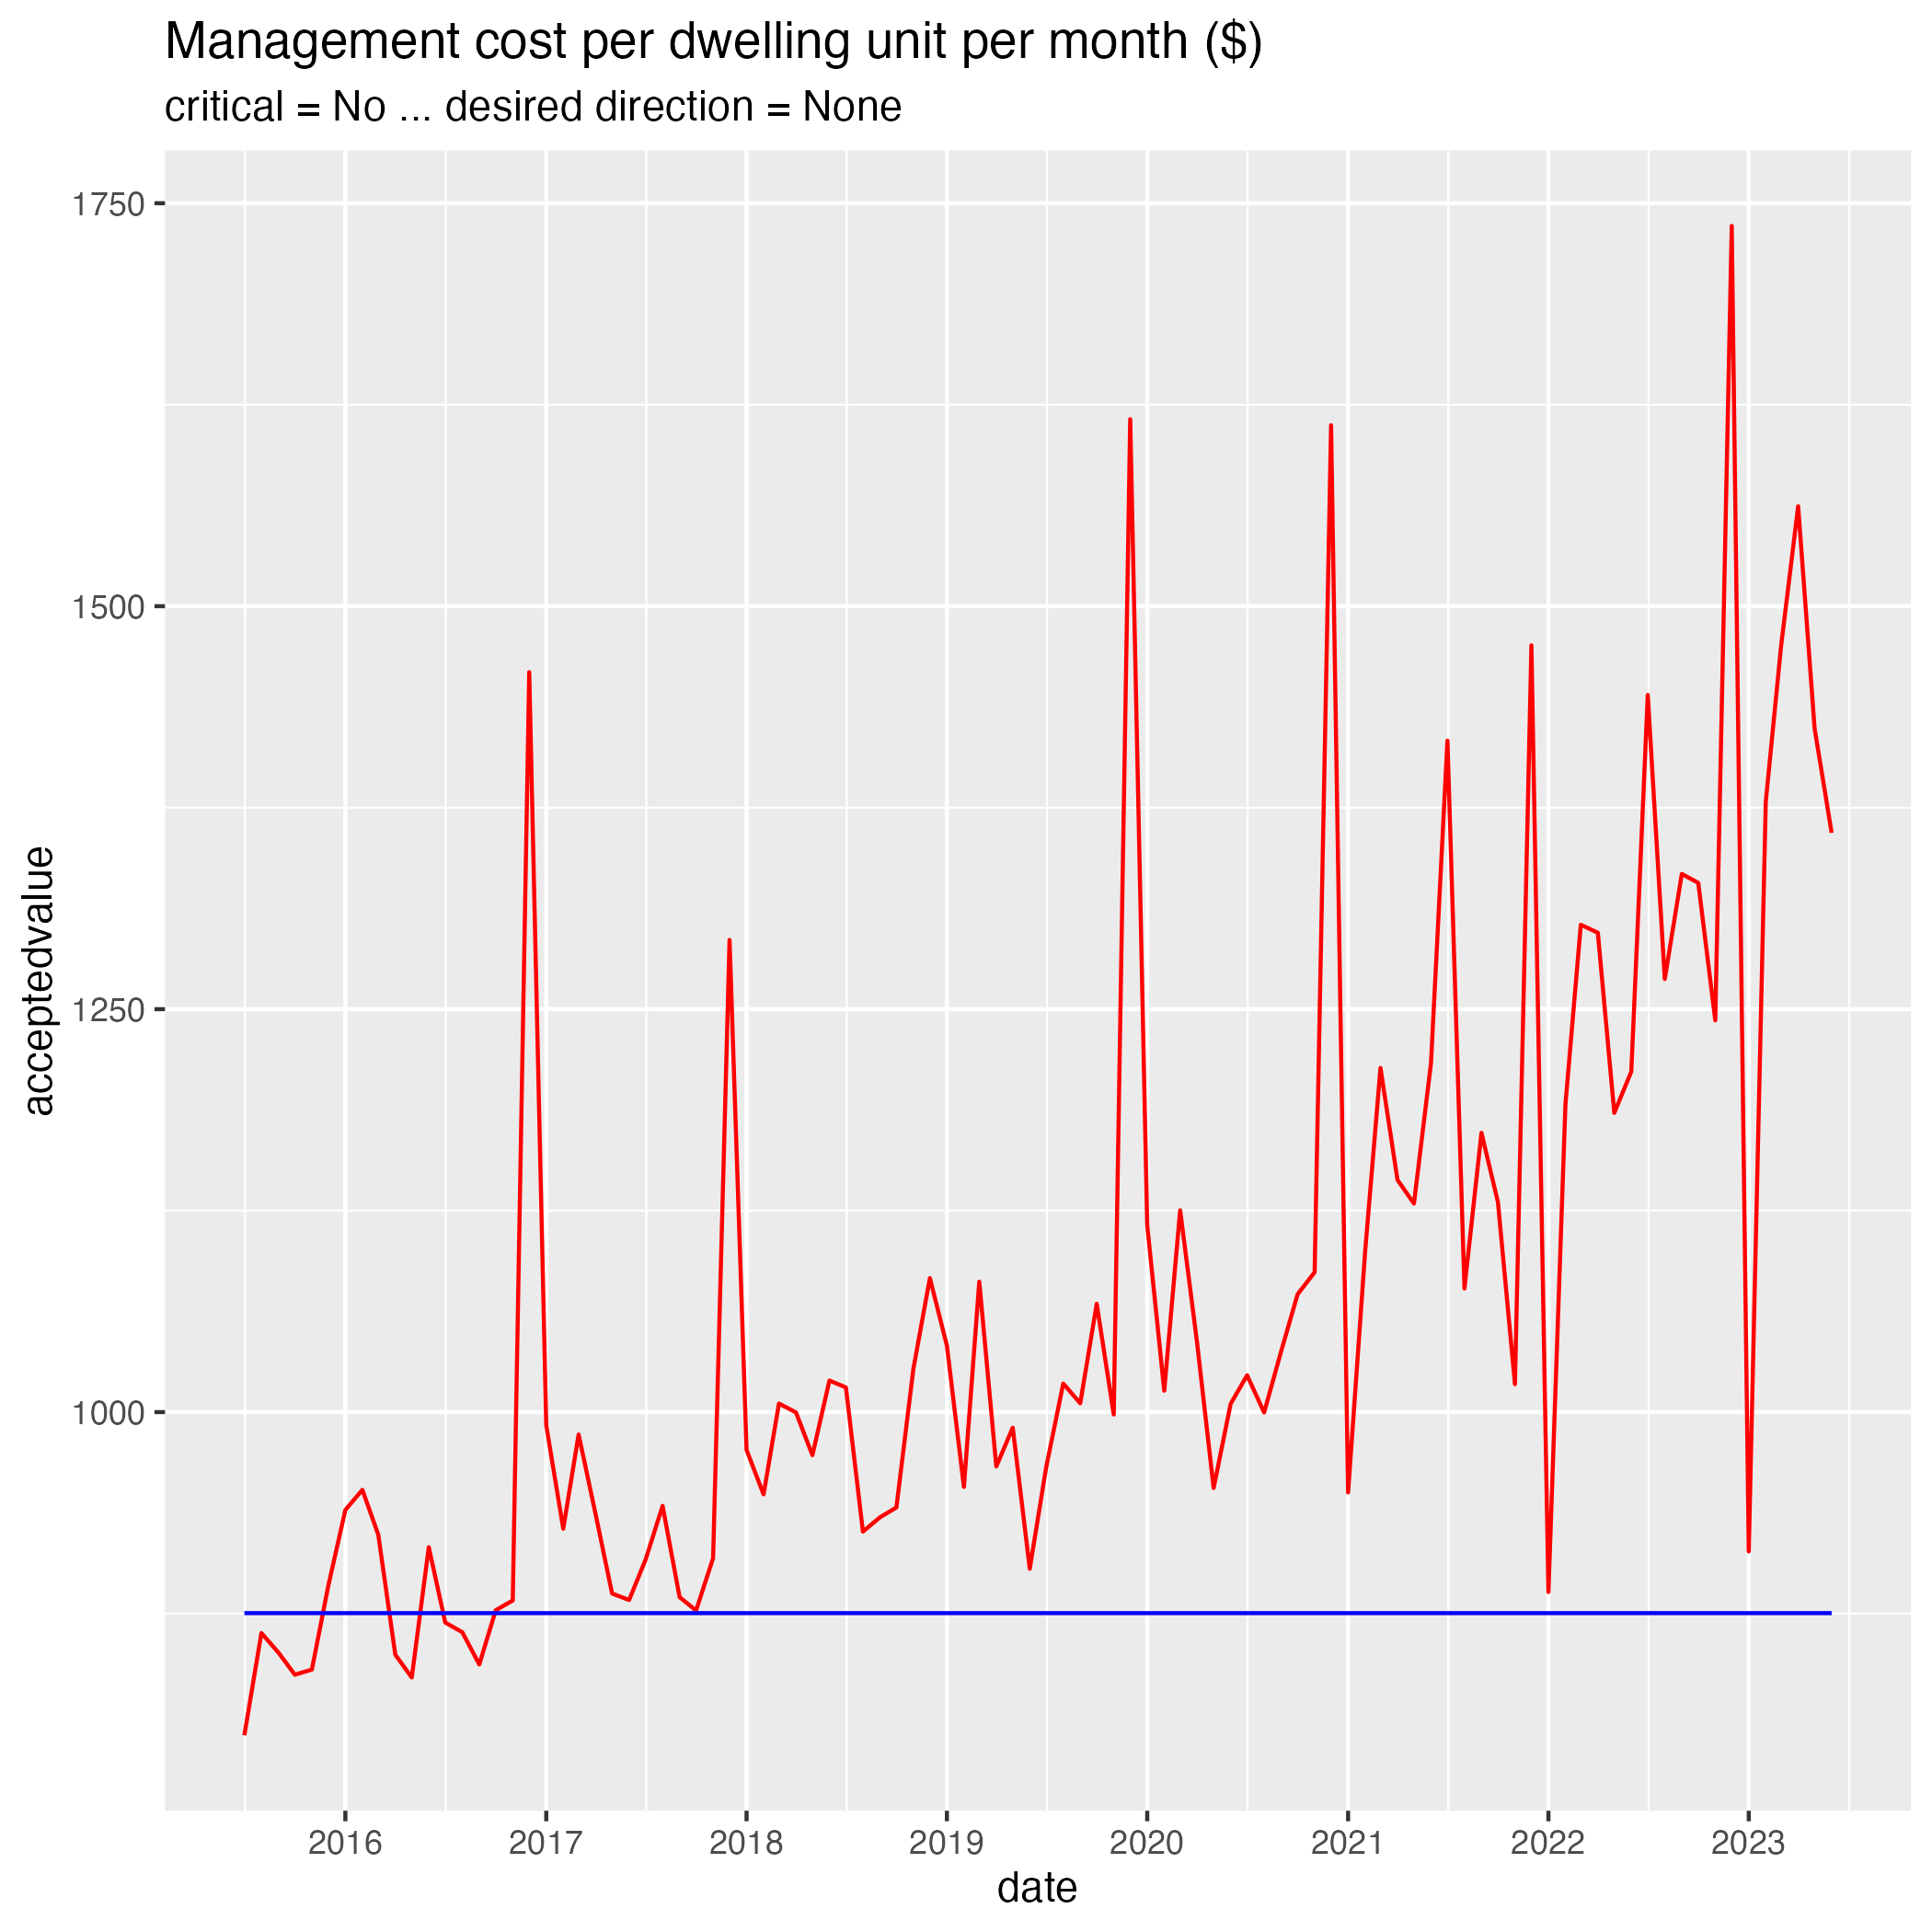 Management cost per dwelling unit per month ($)
critical = No ... desired direction = None
1750
1500
1250
1000
acceptedvalue
2016 2017 2018 2019 2020 2021 2022 2023
date